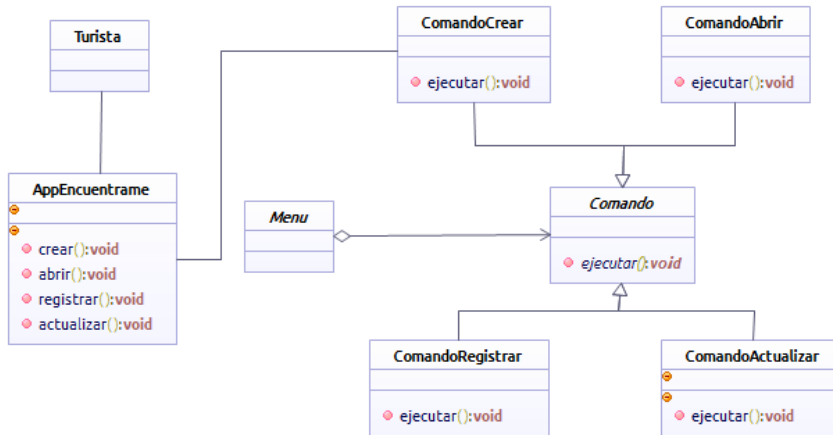 Turista
ComandoCrear
ejecutar():void
ComandoAbrir
ejecutar():void
AppEncuentrame
crear():void
abrir():void
registrar():void
actualizar():void
Menu
Comando
ejecutar():void
ComandoRegistrar
ejecutar():void
ComandoActualizar
ejecutar():void